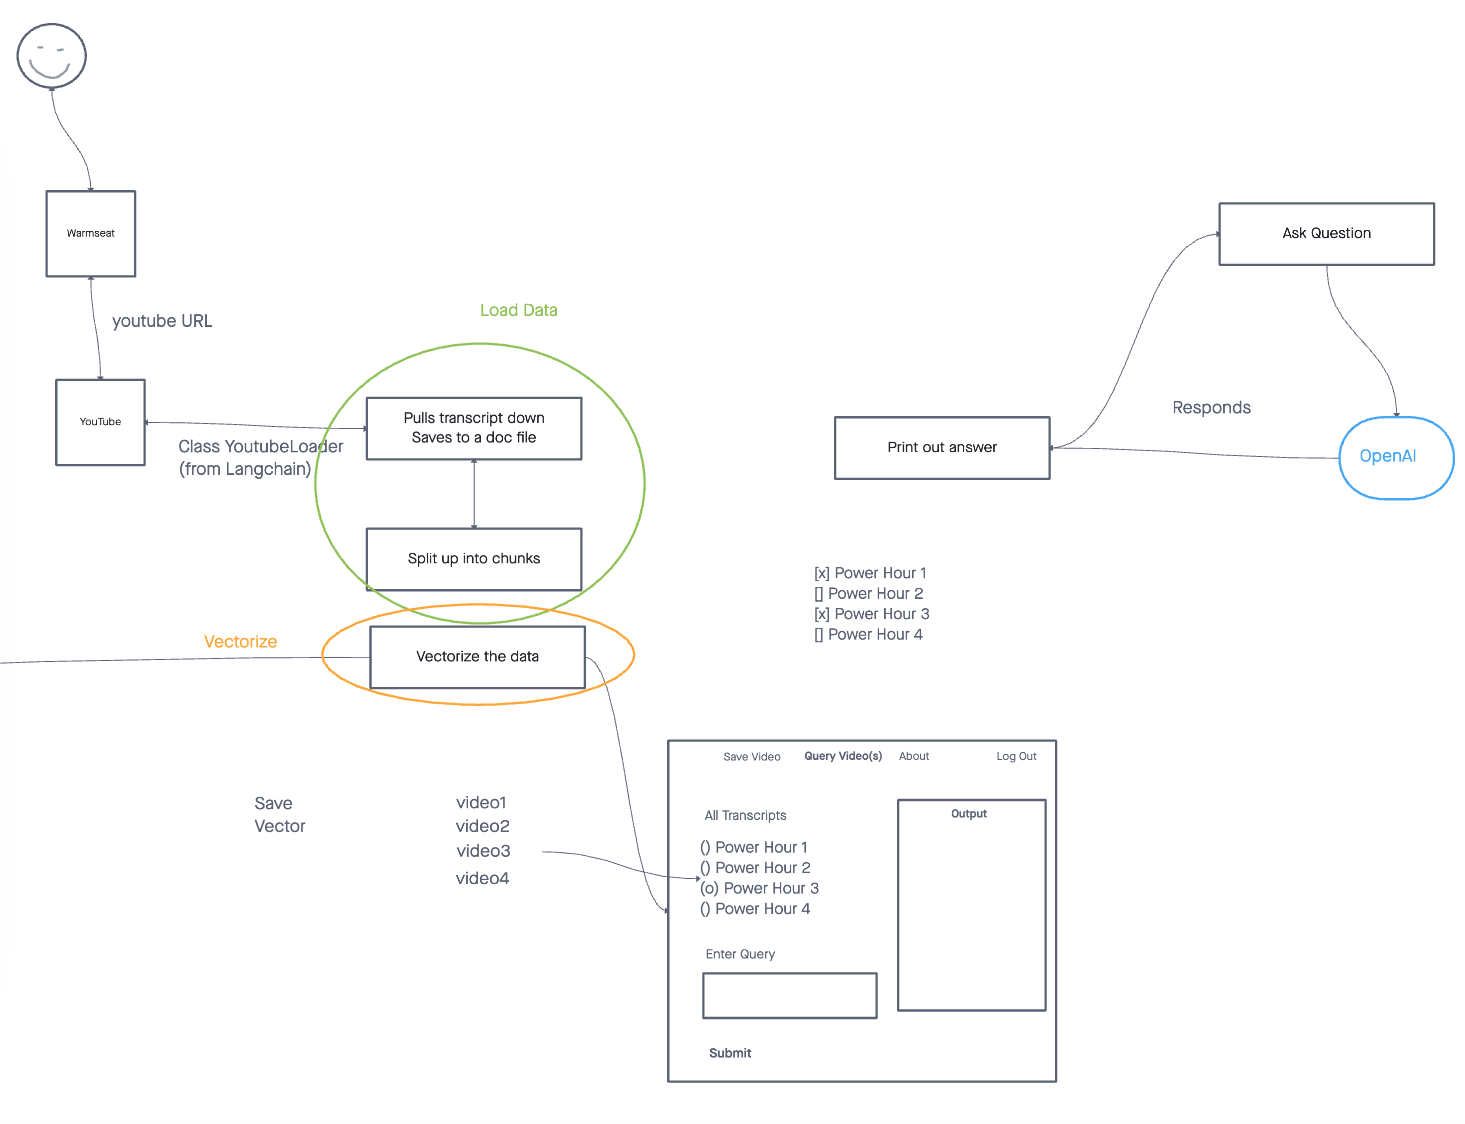 Warmseat
youtube URL
YouTube
Class YoutubeLoader
(from Langchain)
Load Data
Pulls transcript down
Saves to a doc file
Split up into chunks
Vectorize
Vectorize the data
Ask Question
Responds
Print out answer
OpenAI
[x] Power Hour 1
[] Power Hour 2
[x] Power Hour 3
[] Power Hour 4
Save
Vector
video1
video2
video3
video4
Save Video
Query Video(s)
About
Log Out
All Transcripts
() Power Hour 1
() Power Hour 2
(o) Power Hour 3
() Power Hour 4
Enter Query
Submit
Output